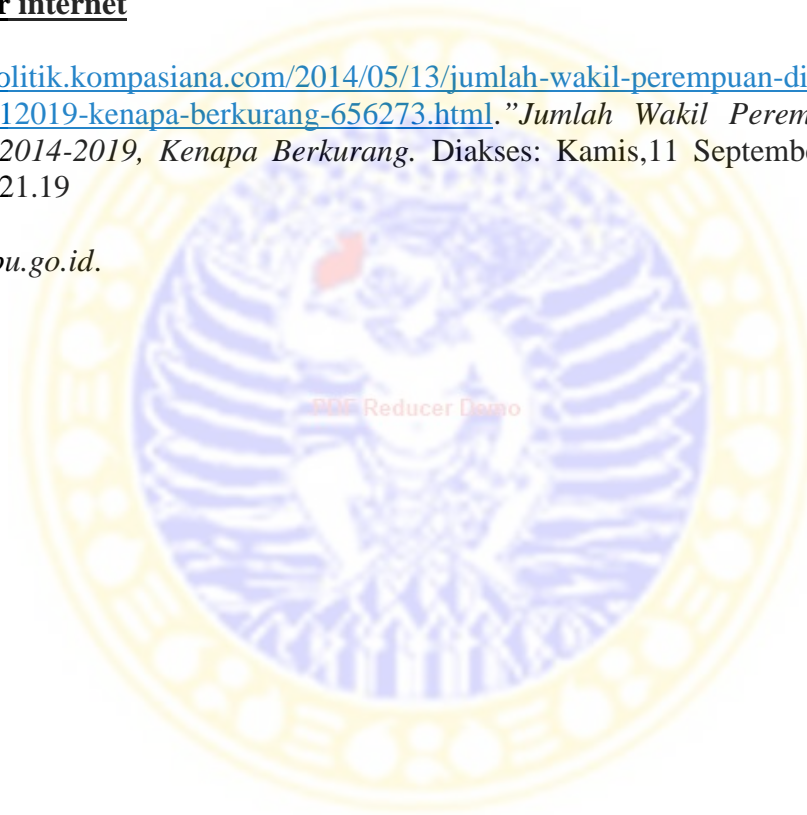 r internet
olitik.kompasiana.com/2014/05/13/jumlah-wakil-perempuan-di
12019-kenapa-berkurang-656273.html."Jumlah Wakil Perem
2014-2019, Kenapa Berkurang. Diakses: Kamis,11 Septemb
21.19
u.go.id.
PDF Reducer Demo